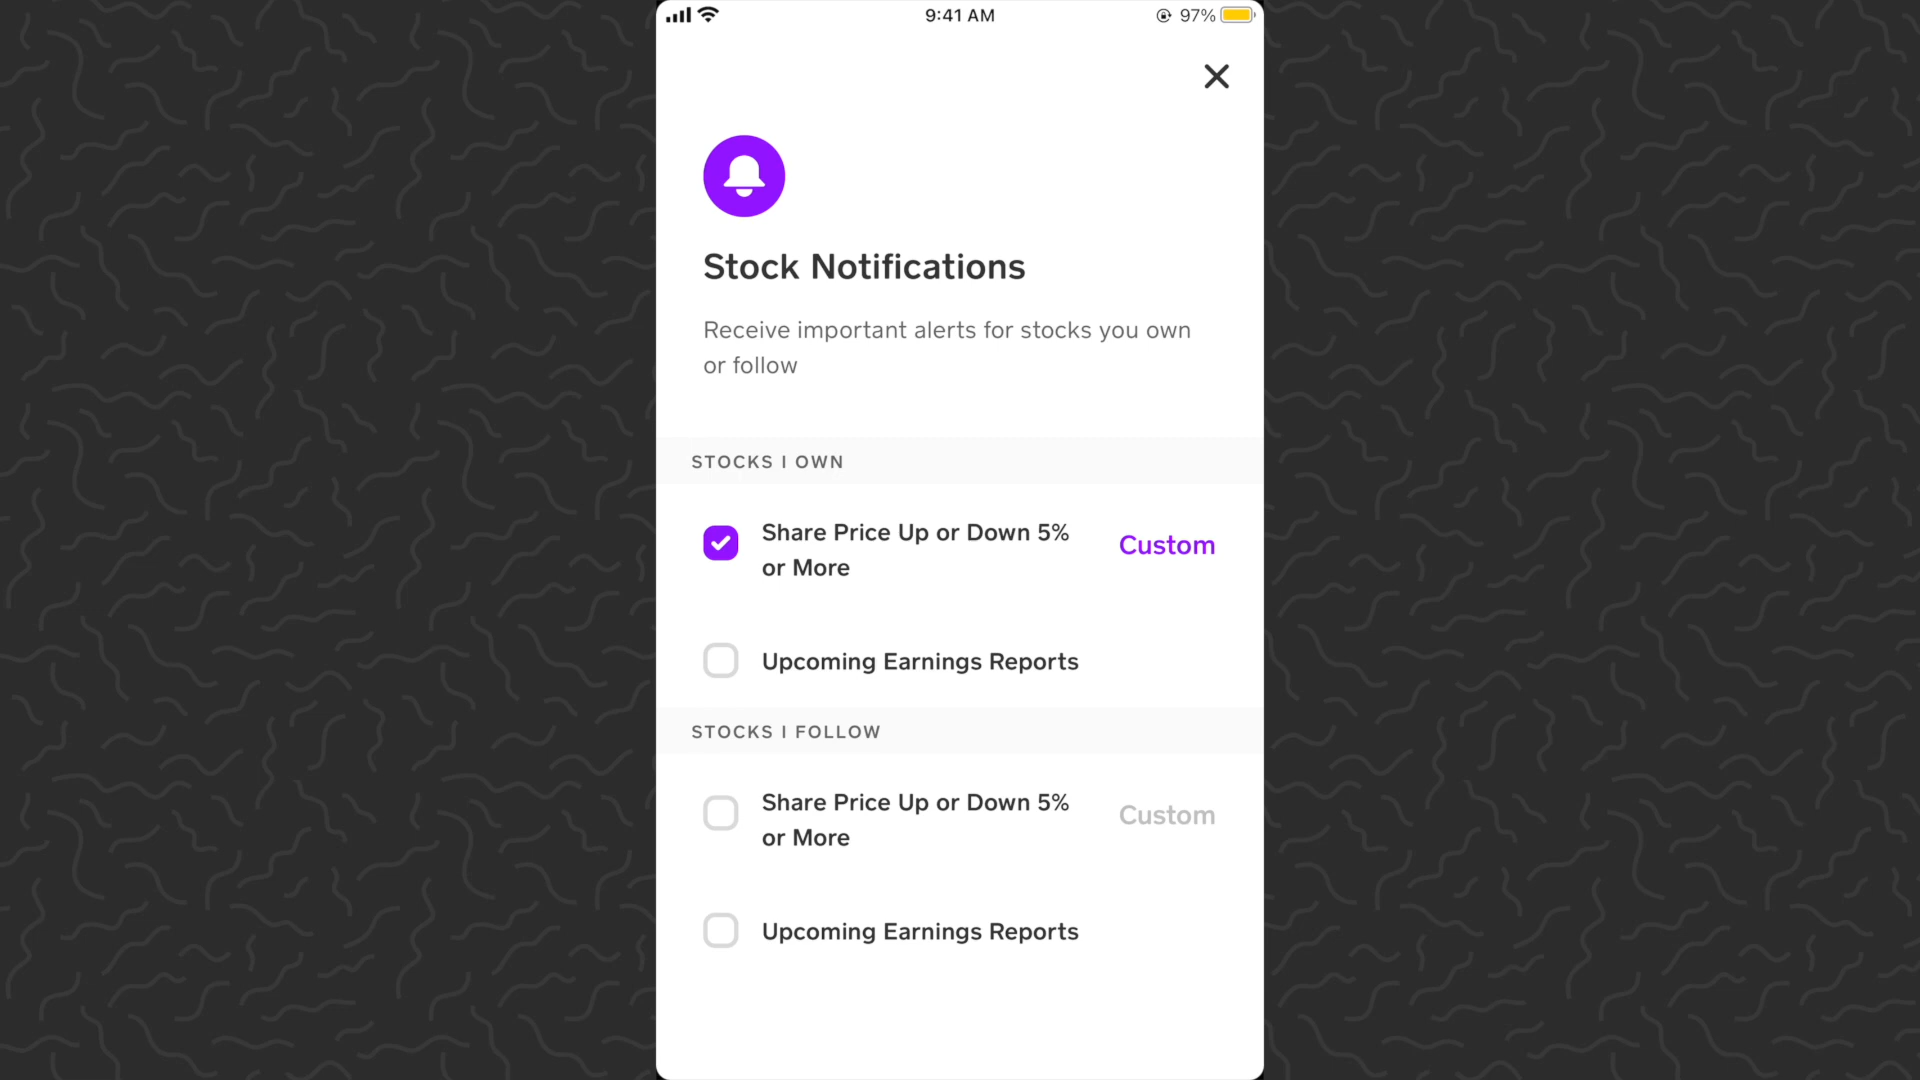 9:41 AM
97%
Stock Notifications
Receive important alerts for stocks you own
or follow
STOCKS I OWN
Share Price Up or Down 5%
or More
Custom
Upcoming Earnings Reports
STOCKS I FOLLOW
Share Price Up or Down 5%
or More
Custom
Upcoming Earnings Reports